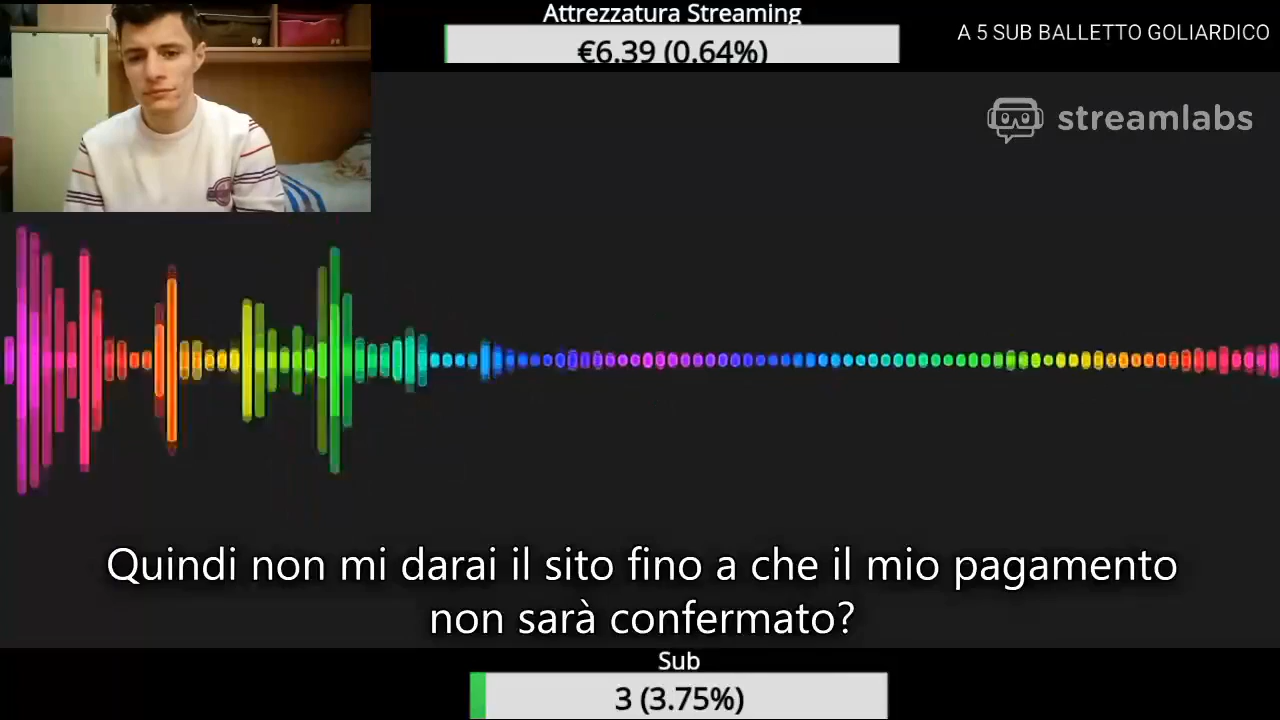 Attrezzatura Streaming
€6.39 (0.64%)
A 5 SUB BALLETTO GOLIARDICO
streamlabs
Quindi non mi darai il sito fino a che il mio pagamento
non sarà confermato?
Sub
3 (3.75%)